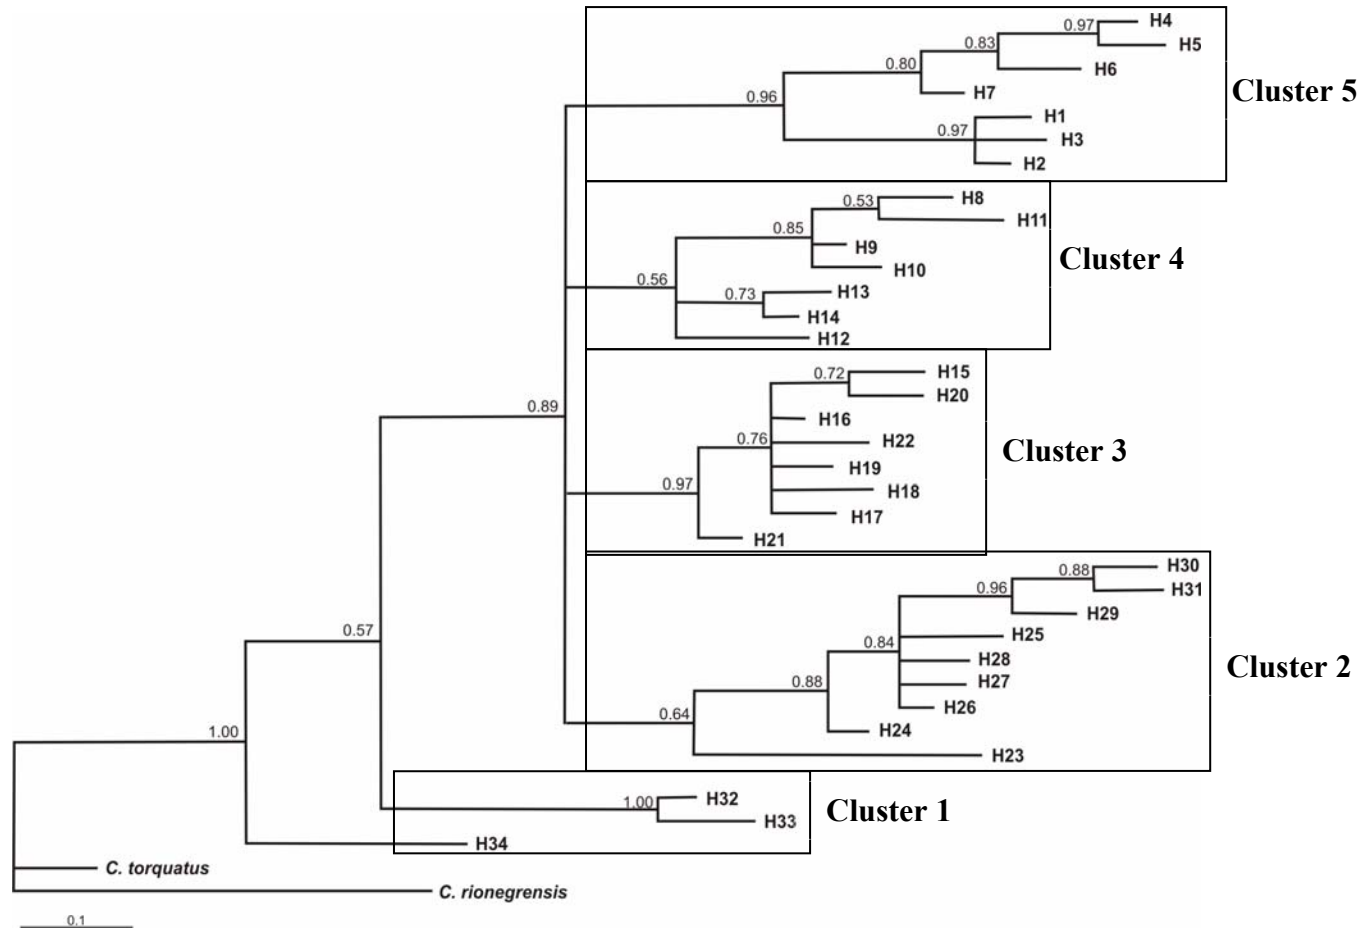 H4
0.97
H5
0.83
H6
0.80
H7
Cluster 5
0.96
H1
0.97
H3
H2
H8
0.53
H11
0.85
H9
Cluster 4
H10
0.56
H13
0.73
H14
H12
H15
0.72
H20
0.89
H16
0.76
H22
Cluster 3
H19
0.97
H18
H17
H21
H30
0.88
H31
0.96
H29
0.57
H25
0.84
H28
Cluster 2
0.88
H27
H26
0.64
H24
1.00
H23
H32
1.00
H33
Cluster 1
H34
C. torquatus
C. rionegrensis
0.1